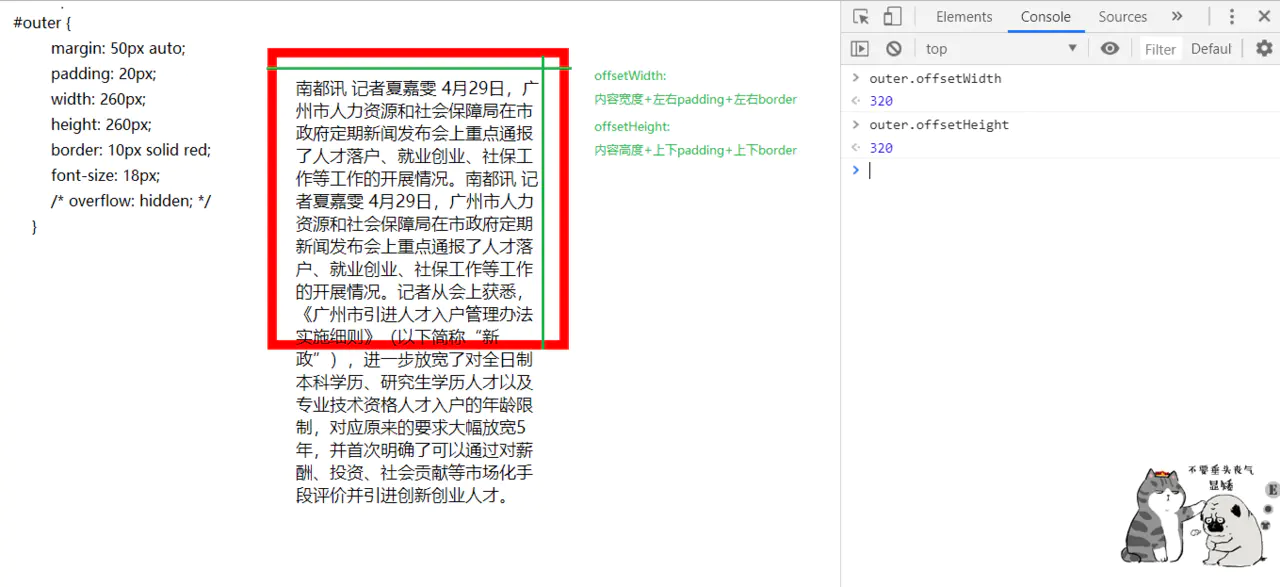 #outer {
margin: 50px auto;
padding: 20px;
width: 260px;
height: 260px;
border: 10px solid red;
font-size: 18px;
/* overflow: hidden; */
}
南都讯 记者夏嘉雯 4月29日，广
州市人力资源和社会保障局在市
政府定期新闻发布会上重点通报
了人才落户、就业创业、社保工
作等工作的开展情况。南都讯 记
者夏嘉雯 4月29日，广州市人力
资源和社会保障局在市政府定期
新闻发布会上重点通报了人才落
户、就业创业、社保工作等工作
的开展情况。记者从会上获悉，
《广州市引进人才入户管理办法
实施细则》（以下简称“新
政”），进一步放宽了对全日制
本科学历、研究生学历人才以及
专业技术资格人才入户的年龄限
制，对应原来的要求大幅放宽5
年，并首次明确了可以通过对薪
酬、投资、社会贡献等市场化手
段评价并引进创新创业人才。
offsetWidth:
内容宽度+左右padding+左右border
offsetHeight:
内容高度+上下padding+上下border
Elements Console Sources
top Filter Defaul
outer.offsetWidth
320
outer.offsetHeight
320
不要垂头丧气
显矮
E